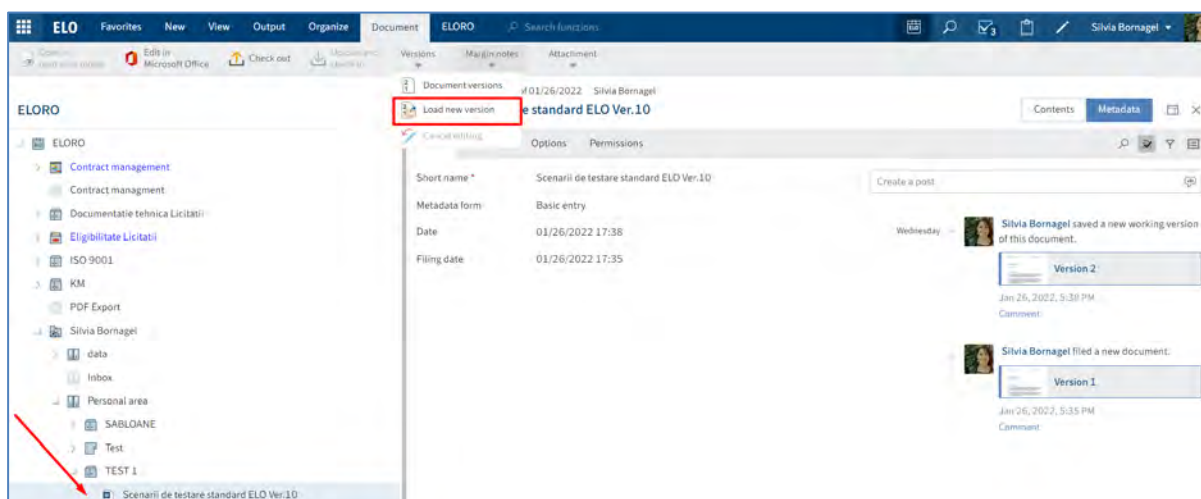 ELO Favorites New View Output Organize Document ELORO Search functions 3 Silvia Bornagel
Edit in
Microsoft Office
Check out
Versions Margin notes Attachment
Document versions
Load new version
Cancel editing
01/26/2022 Silvia Bornagel
e standard ELO Ver.10
Contents Metadata
Options Permissions
ELORO
ELORO
Contract management
Contract managment
Documentatie tehnica Licitatii
Eligibilitate Licitatii
ISO 9001
KM
PDF Export
Silvia Bornagel
data
Inbox
Personal area
SABLOANE
Test
TEST 1
Scenarii de testare standard ELO Ver.10
Short name * Scenarii de testare standard ELO Ver.10
Metadata form Basic entry
Date 01/26/2022 17:38
Filing date 01/26/2022 17:35
Create a post
Wednesday
Silvia Bornagel saved a new working version
of this document.
Version 2
Jan 26, 2022, 5:38 PM
Comment
Silvia Bornagel filed a new document.
Version 1
Jan 26, 2022, 5:35 PM
Comment